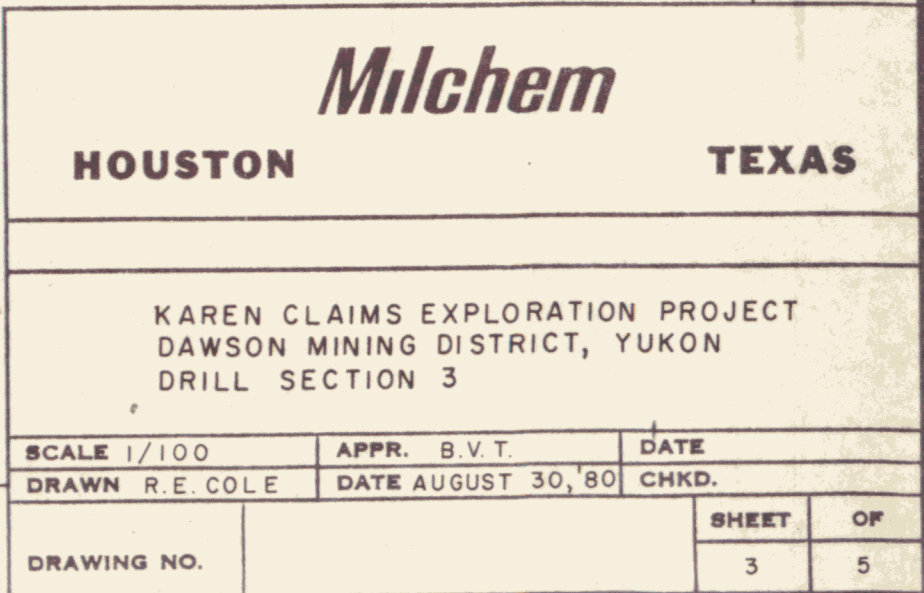 Milchem
HOUSTON TEXAS
KAREN CLAIMS EXPLORATION PROJECT
DAWSON MINING DISTRICT, YUKON
DRILL SECTION 3
SCALE 1/100 APPR. B.V.T. DATE
DRAWN R.E. COLE DATE AUGUST 30,'80 CHKD.
SHEET OF
DRAWING NO. 3 5